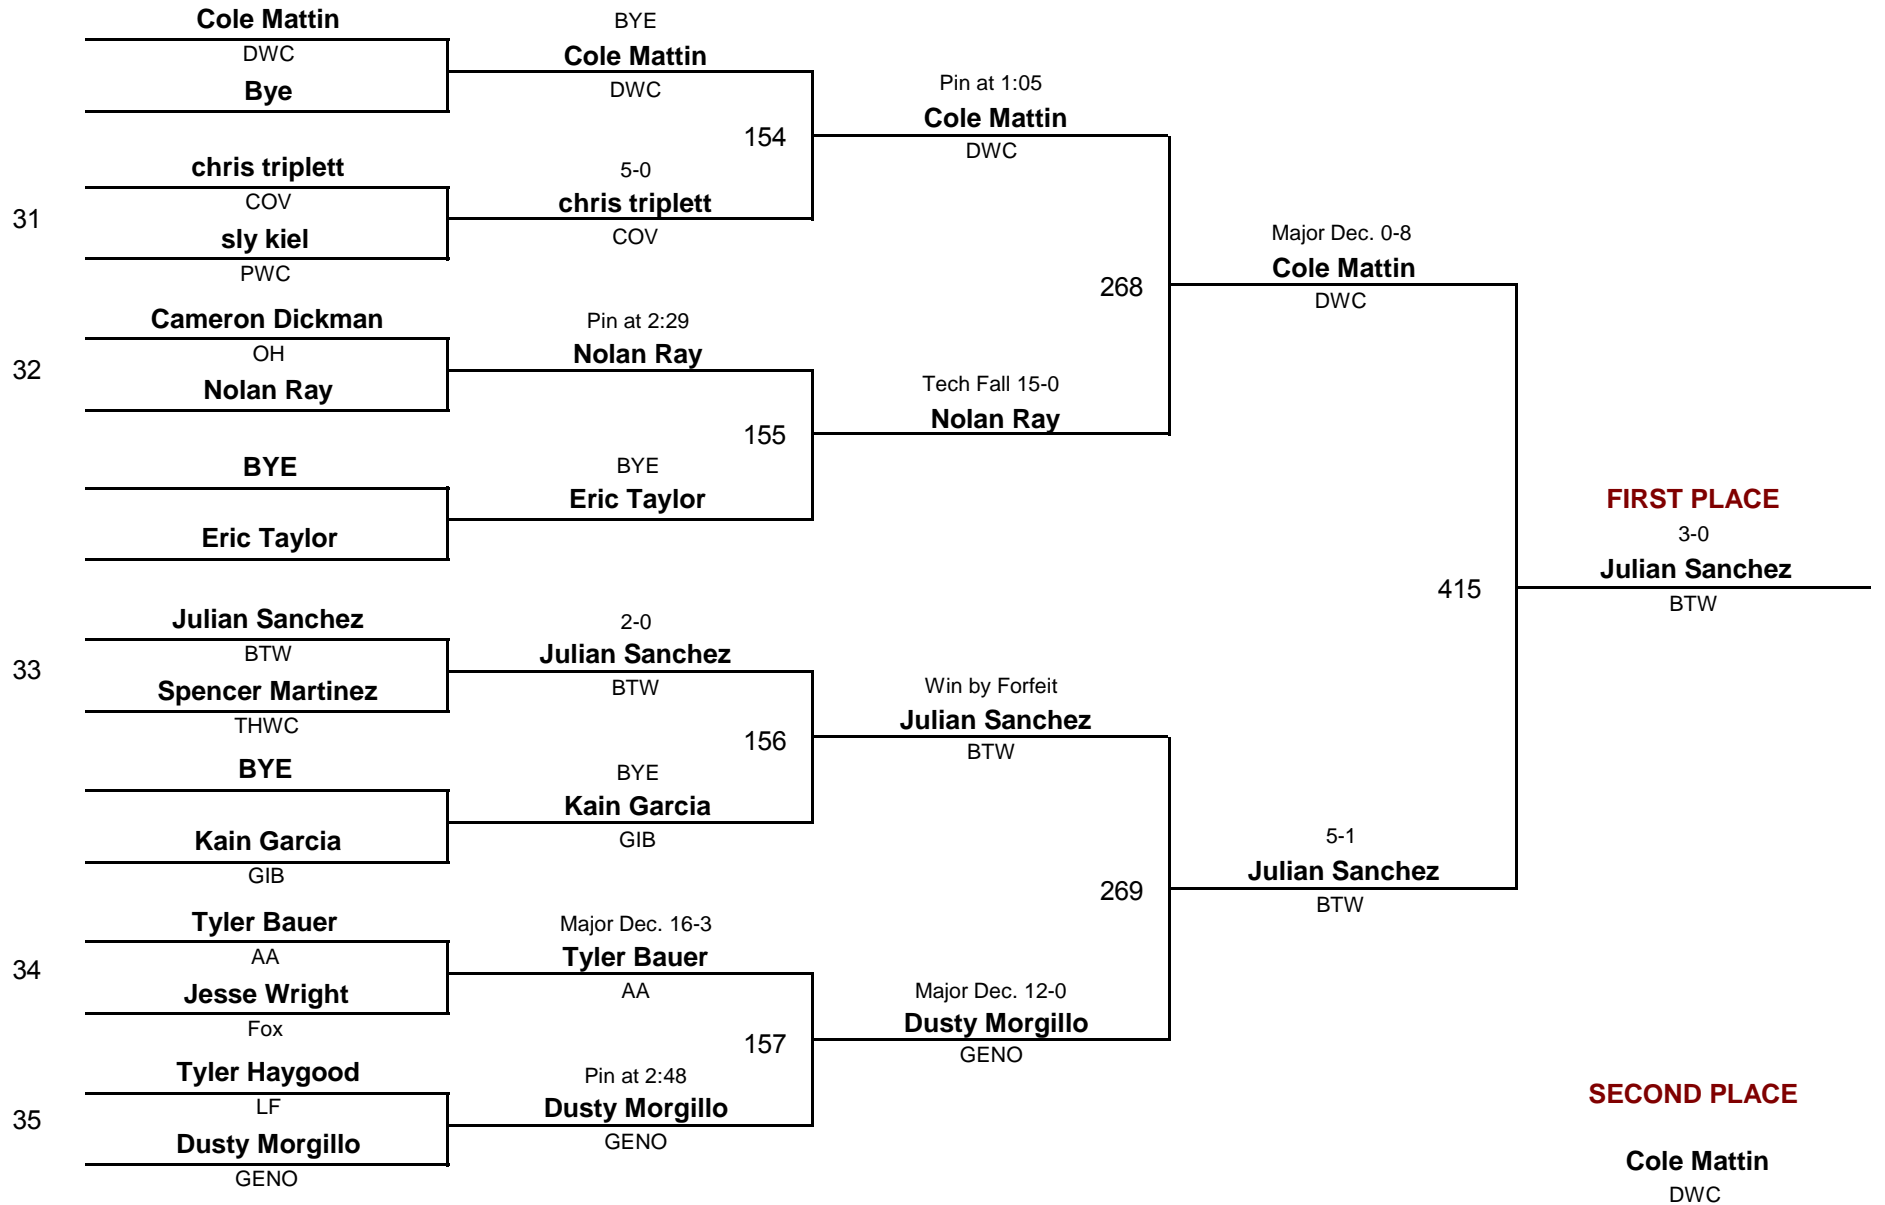 Cole Mattin
DWC
Bye
31
chris triplett
COV
sly kiel
PWC
32
Cameron Dickman
OH
Nolan Ray
BYE
Eric Taylor
33
Julian Sanchez
BTW
Spencer Martinez
THWC
BYE
Kain Garcia
GIB
34
Tyler Bauer
AA
Jesse Wright
Fox
35
Tyler Haygood
LF
Dusty Morgillo
GENO
BYE
Cole Mattin
DWC
154
5-0
chris triplett
COV
Pin at 2:29
Nolan Ray
155
BYE
Eric Taylor
2-0
Julian Sanchez
BTW
156
BYE
Kain Garcia
GIB
Major Dec. 16-3
Tyler Bauer
AA
157
Pin at 2:48
Dusty Morgillo
GENO
Pin at 1:05
Cole Mattin
DWC
268
Tech Fall 15-0
Nolan Ray
Win by Forfeit
Julian Sanchez
BTW
269
Major Dec. 12-0
Dusty Morgillo
GENO
Major Dec. 0-8
Cole Mattin
DWC
415
5-1
Julian Sanchez
BTW
FIRST PLACE
3-0
Julian Sanchez
BTW
SECOND PLACE
Cole Mattin
DWC